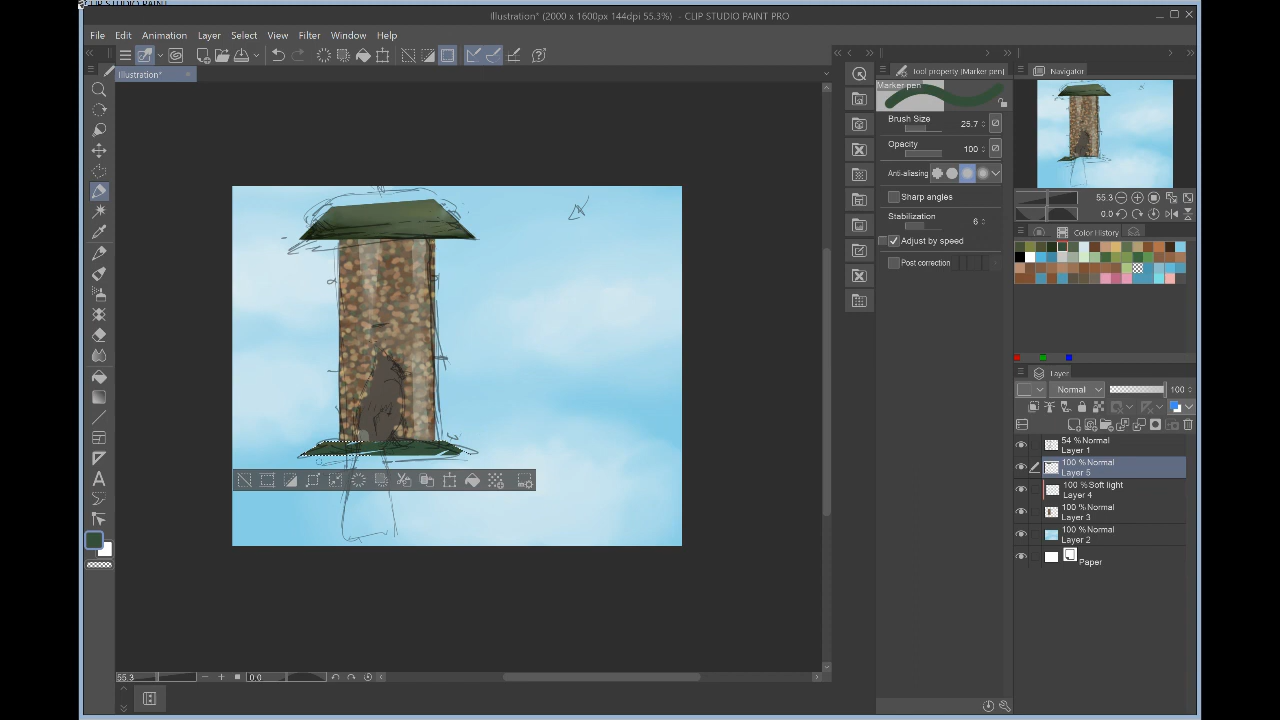 CLIP STUDIO PAINT
Illustration* (2000 x 1600px 144dpi 55.3%) - CLIP STUDIO PAINT PRO
File Edit Animation Layer Select View Filter Window Help
Illustration*
Tool property (Marker pen)
Navigator
Marker pen
Brush Size 25.7
Opacity 100
Anti-aliasing
Sharp angles
Stabilization 6
Adjust by speed
Post correction
55.3
0.0
Color History
Layer
Normal 100
54 % Normal
Layer 1
100 % Normal
Layer 5
100 % Soft light
Layer 4
100 % Normal
Layer 3
100 % Normal
Layer 2
Paper
55.3 0.0